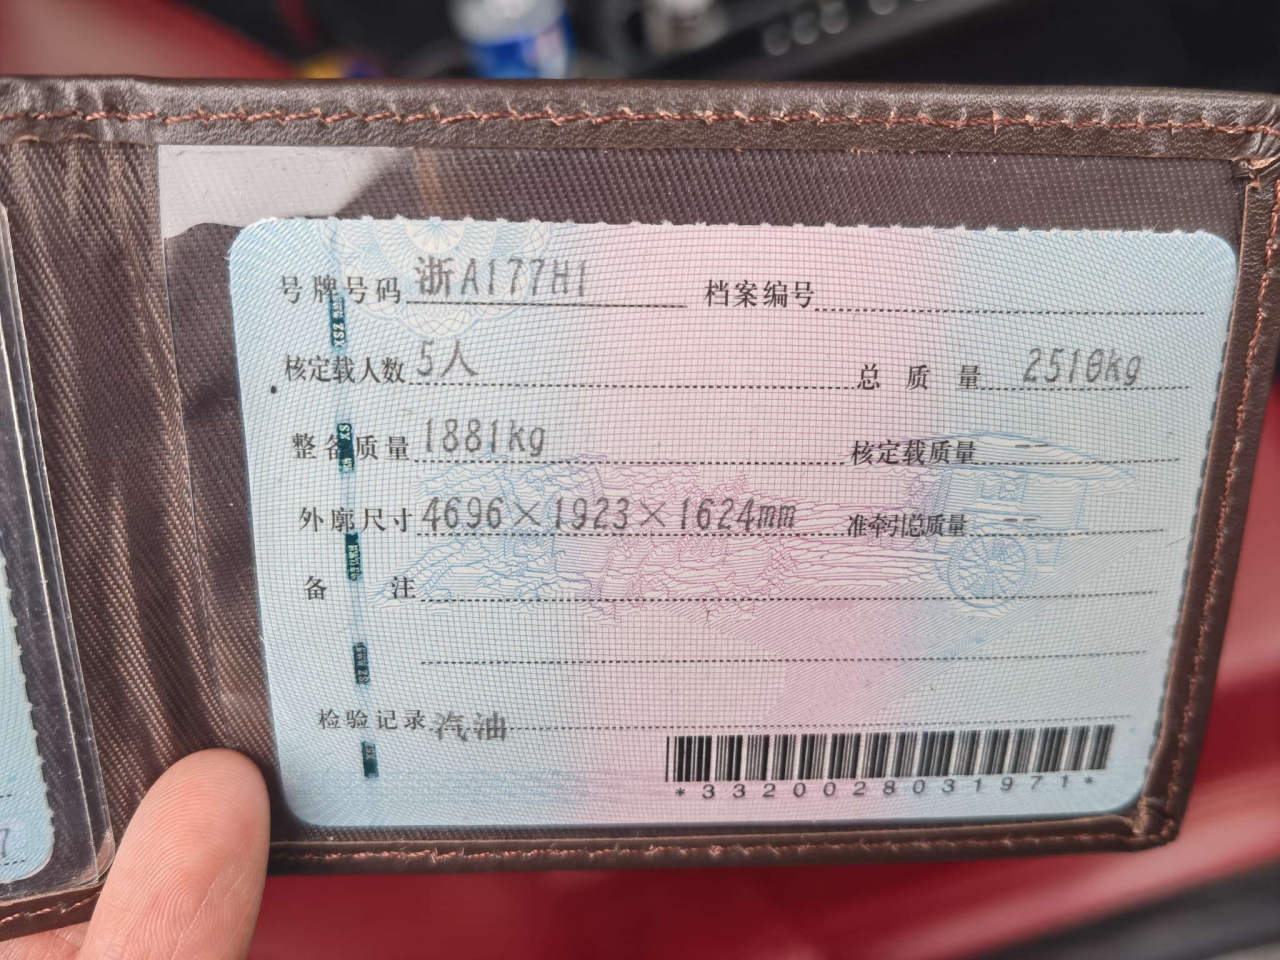 号牌号码 浙A177H1 档案编号
核定载人数 5人 总质量 2510kg
整备质量 1881kg 核定载质量 --
外廓尺寸 4696×1923×1624mm 准牵引总质量 --
备注
检验记录 汽油
*3320028031971*